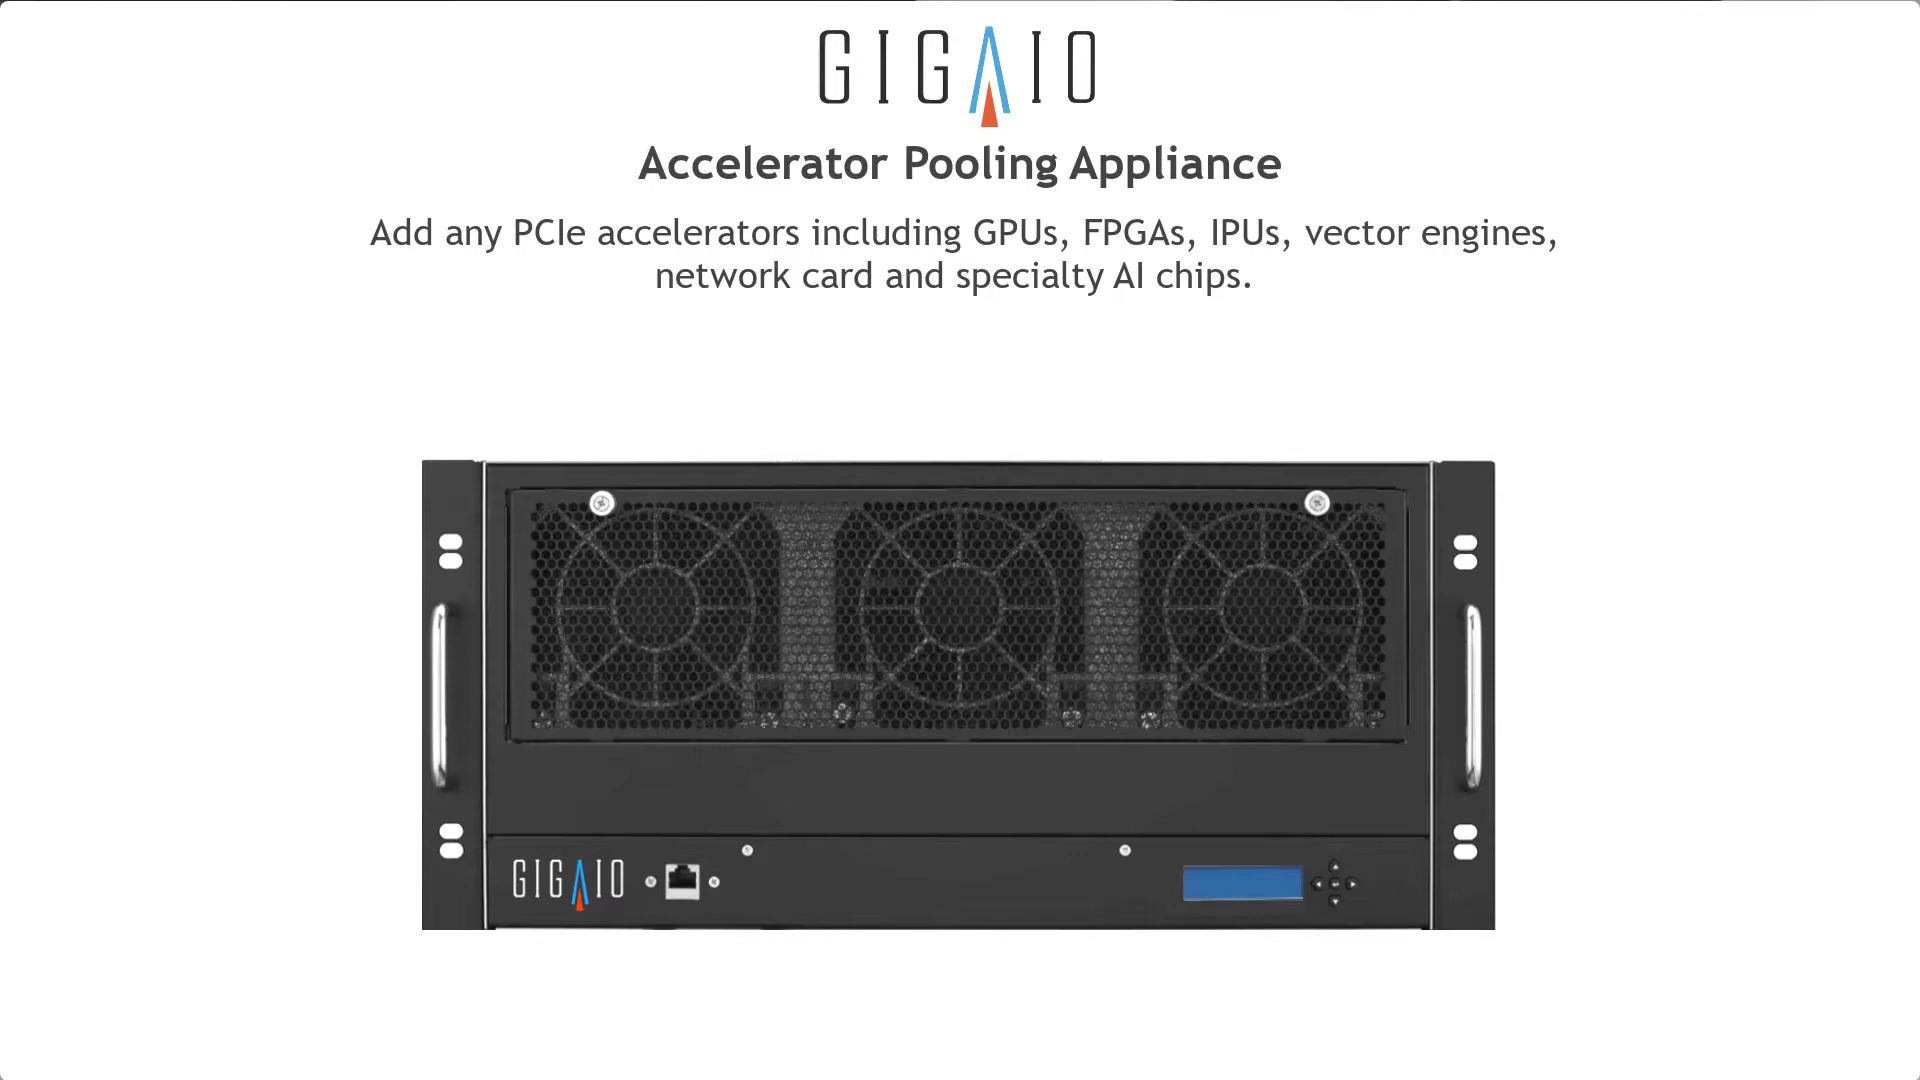 GIGAIO
Accelerator Pooling Appliance
Add any PCIe accelerators including GPUs, FPGAs, IPUs, vector engines,
network card and specialty AI chips.
GIGAIO